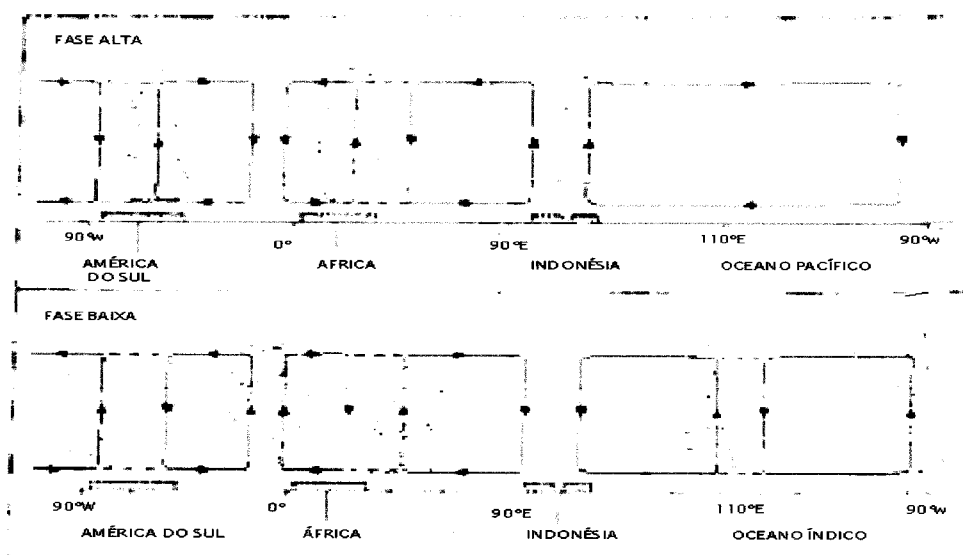 FASE ALTA
90°W 0° 90°E 110°E 90°W
AMÉRICA DO SUL AFRICA INDONÉSIA OCEANO PACÍFICO
FASE BAIXA
90°W 0° 90°E 110°E 90°W
AMÉRICA DO SUL ÁFRICA INDONÉSIA OCEANO ÍNDICO